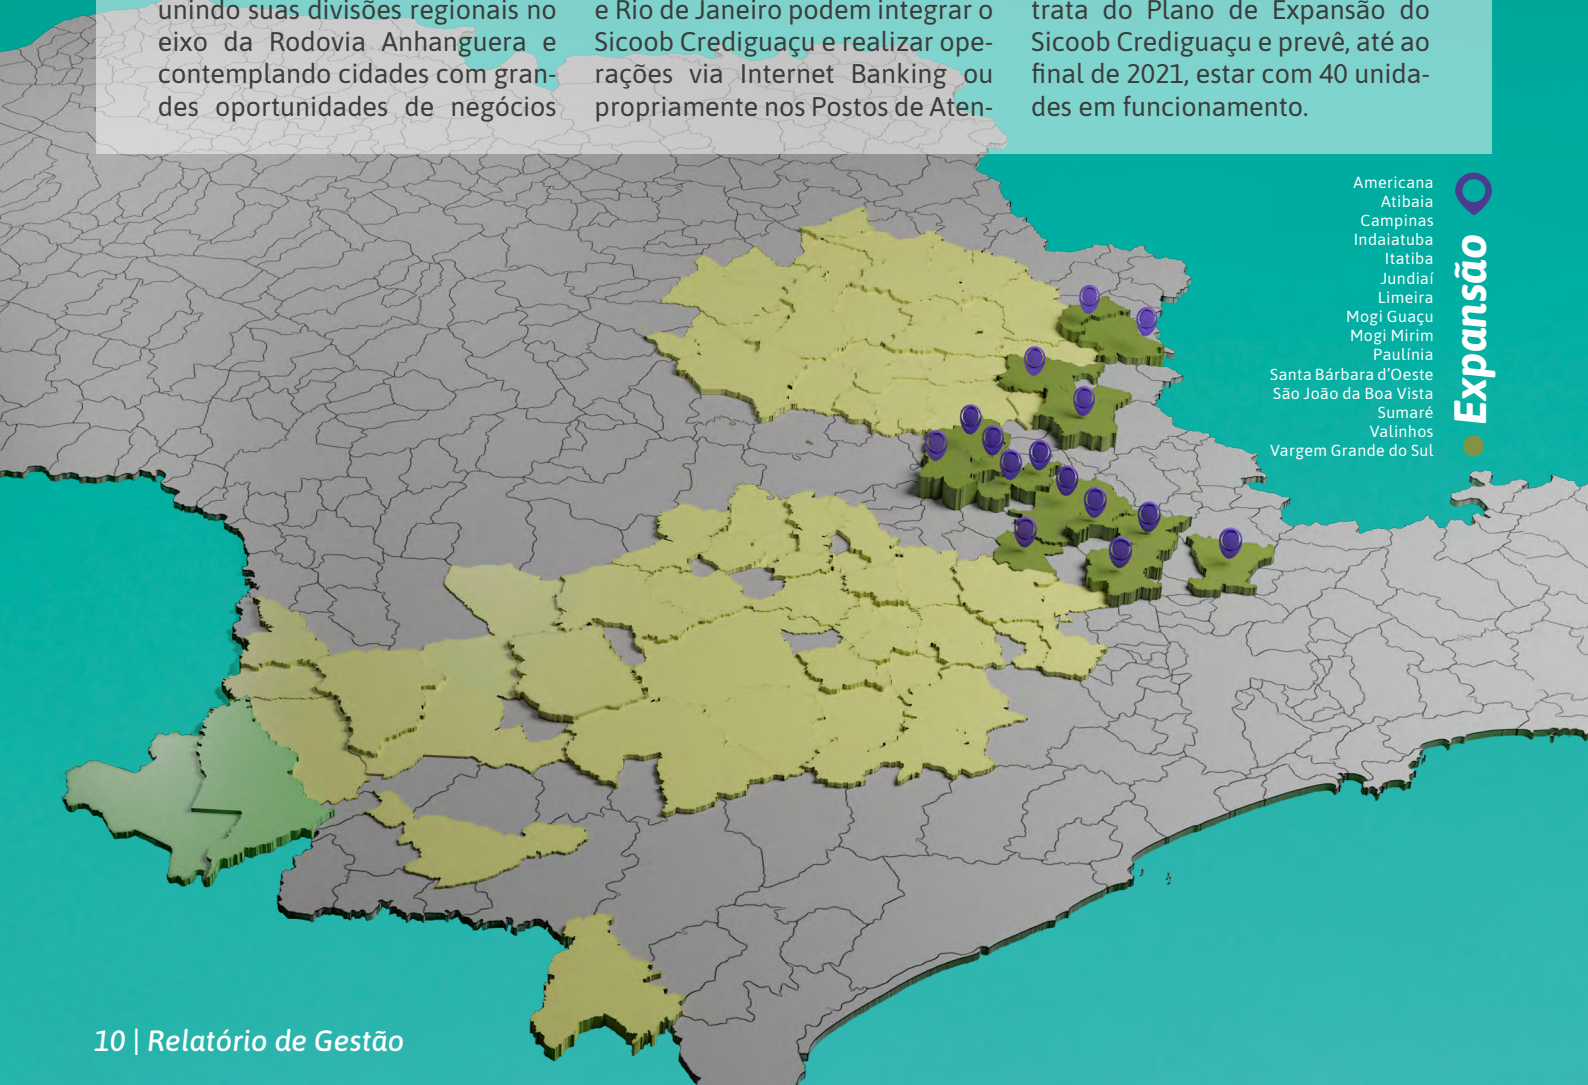 unindo suas divisões regionais no
eixo da Rodovia Anhanguera e
contemplando cidades com gran-
des oportunidades de negócios
e Rio de Janeiro podem integrar o
Sicoob Crediguaçu e realizar ope-
rações via Internet Banking ou
propriamente nos Postos de Aten-
trata do Plano de Expansão do
Sicoob Crediguaçu e prevê, até ao
final de 2021, estar com 40 unida-
des em funcionamento.
Americana
Atibaia
Campinas
Indaiatuba
Itatiba
Jundiaí
Limeira
Mogi Guaçu
Mogi Mirim
Paulínia
Santa Bárbara d'Oeste
São João da Boa Vista
Sumaré
Valinhos
Vargem Grande do Sul
Expansão
10 | Relatório de Gestão